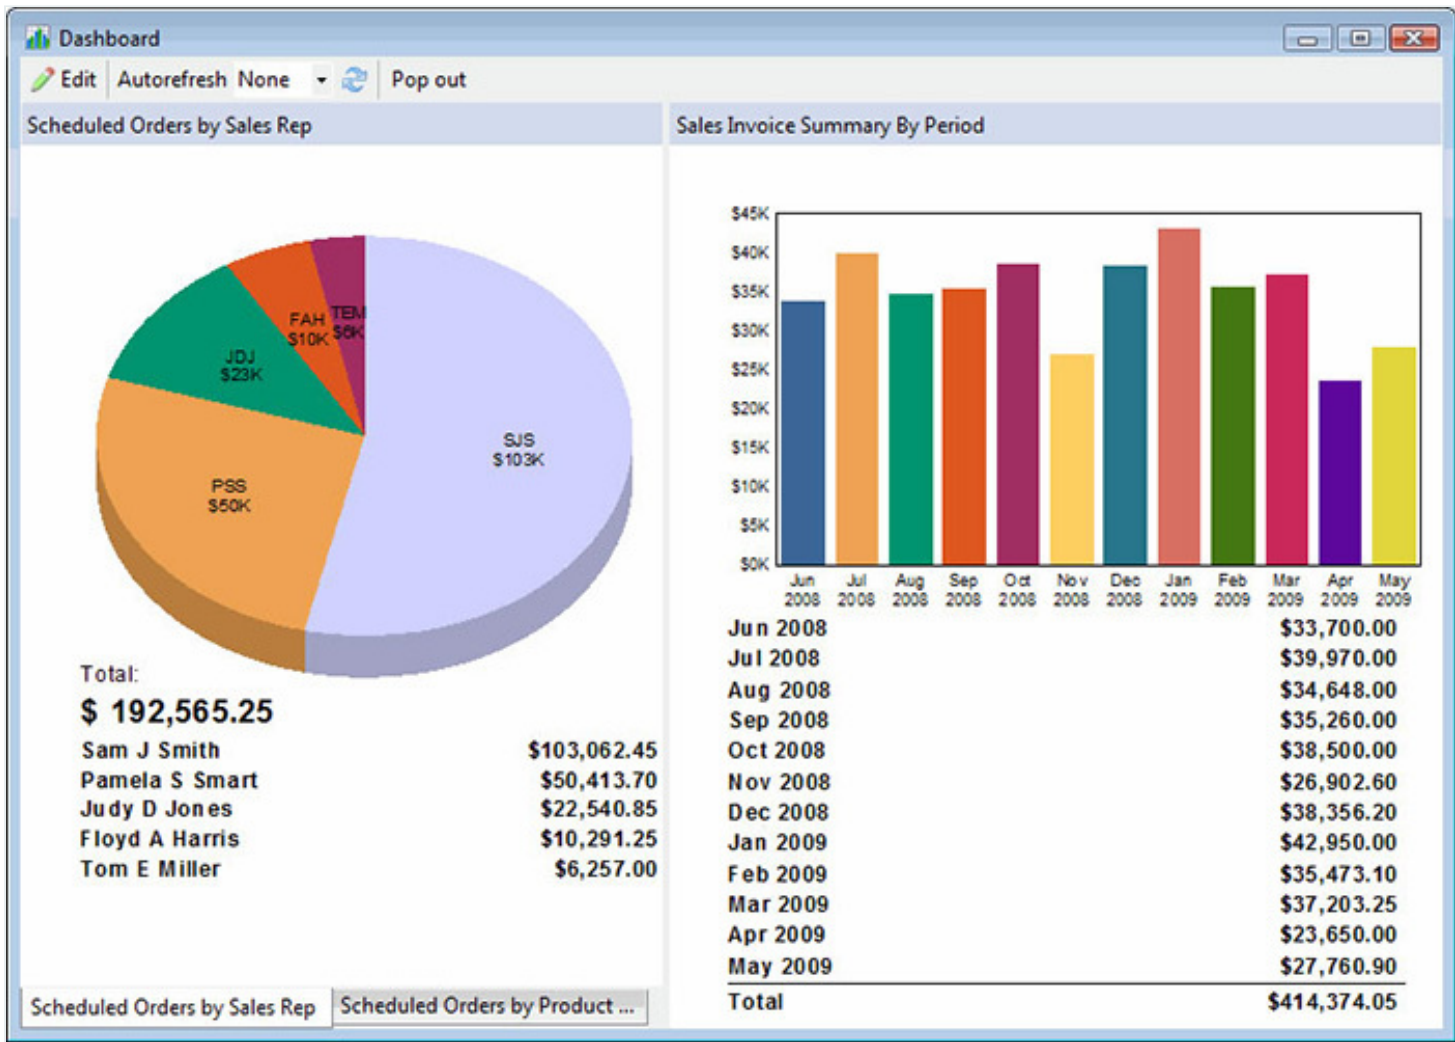 Dashboard
Edit Autorefresh None Pop out
Scheduled Orders by Sales Rep
TEM
$6K
FAH
$10K
JDJ
$23K
SJS
$103K
PSS
$50K
Total:
$ 192,565.25
Sam J Smith $103,062.45
Pamela S Smart $50,413.70
Judy D Jones $22,540.85
Floyd A Harris $10,291.25
Tom E Miller $6,257.00
Scheduled Orders by Sales Rep Scheduled Orders by Product ...
Sales Invoice Summary By Period
$45K
$40K
$35K
$30K
$25K
$20K
$15K
$10K
$5K
$0K
Jun Jul Aug Sep Oct Nov Dec Jan Feb Mar Apr May
2008 2008 2008 2008 2008 2008 2008 2009 2009 2009 2009 2009
Jun 2008 $33,700.00
Jul 2008 $39,970.00
Aug 2008 $34,648.00
Sep 2008 $35,260.00
Oct 2008 $38,500.00
Nov 2008 $26,902.60
Dec 2008 $38,356.20
Jan 2009 $42,950.00
Feb 2009 $35,473.10
Mar 2009 $37,203.25
Apr 2009 $23,650.00
May 2009 $27,760.90
Total $414,374.05